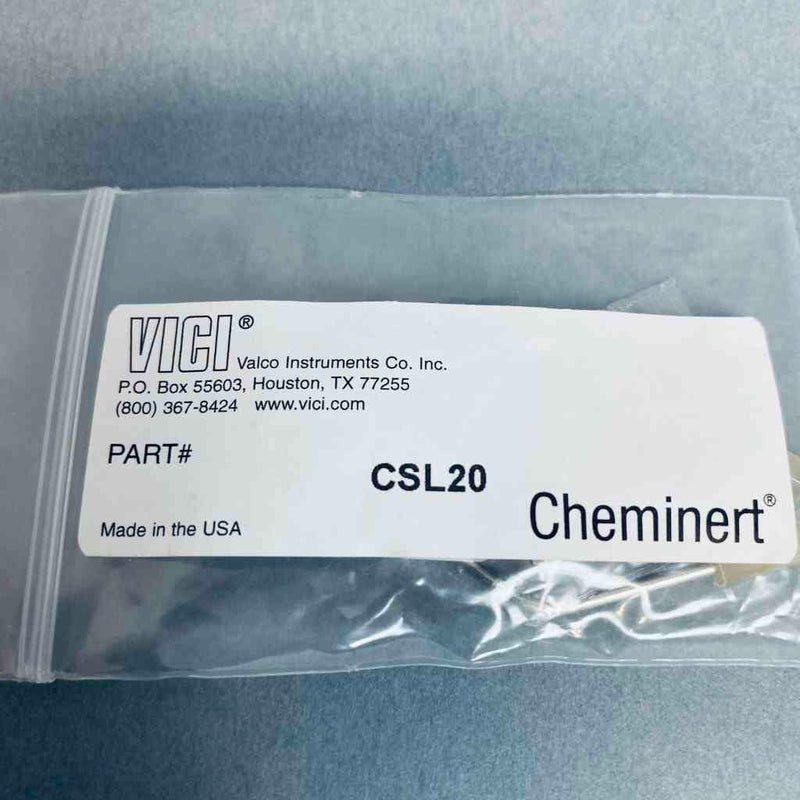 VICI® Valco Instruments Co. Inc.
P.O. Box 55603, Houston, TX 77255
(800) 367-8424 www.vici.com
PART#
CSL20
Cheminert®
Made in the USA